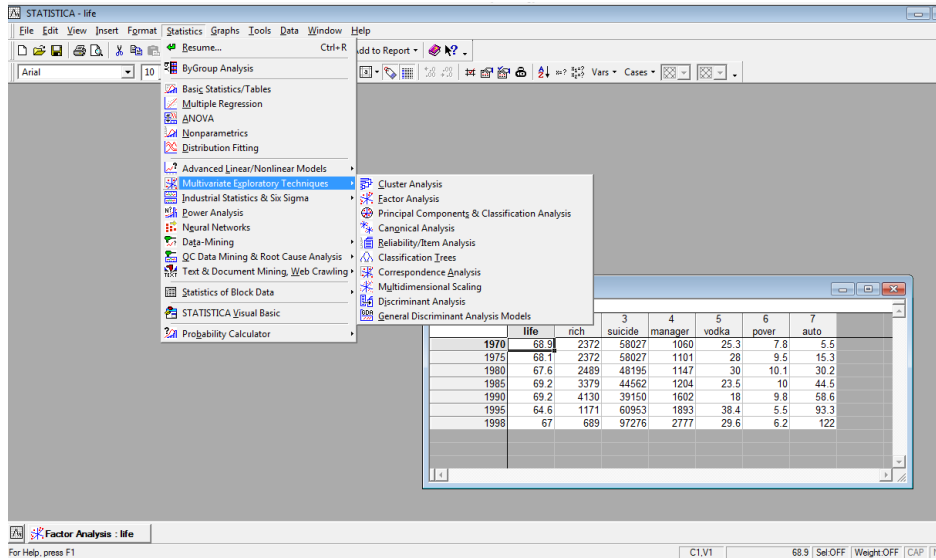 STATISTICA - life
File Edit View Insert Format Statistics Graphs Tools Data Window Help
Resume... Ctrl+R
Add to Report
Arial 10
ByGroup Analysis
Vars Cases
Basic Statistics/Tables
Multiple Regression
ANOVA
Nonparametrics
Distribution Fitting
Advanced Linear/Nonlinear Models
Multivariate Exploratory Techniques
Industrial Statistics & Six Sigma
Power Analysis
Neural Networks
Data-Mining
QC Data Mining & Root Cause Analysis
Text & Document Mining, Web Crawling
Statistics of Block Data
STATISTICA Visual Basic
Probability Calculator
Cluster Analysis
Factor Analysis
Principal Components & Classification Analysis
Canonical Analysis
Reliability/Item Analysis
Classification Trees
Correspondence Analysis
Multidimensional Scaling
Discriminant Analysis
General Discriminant Analysis Models
3 4 5 6 7
life rich suicide manager vodka pover auto
1970 68.9 2372 58027 1060 25.3 7.8 5.5
1975 68.1 2372 58027 1101 28 9.5 15.3
1980 67.6 2489 48195 1147 30 10.1 30.2
1985 69.2 3379 44562 1204 23.5 10 44.5
1990 69.2 4130 39150 1602 18 9.8 58.6
1995 64.6 1171 60953 1893 38.4 5.5 93.3
1998 67 689 97276 2777 29.6 6.2 122
Factor Analysis : life
For Help, press F1
C1,V1 68.9 Sel:OFF Weight:OFF CAP